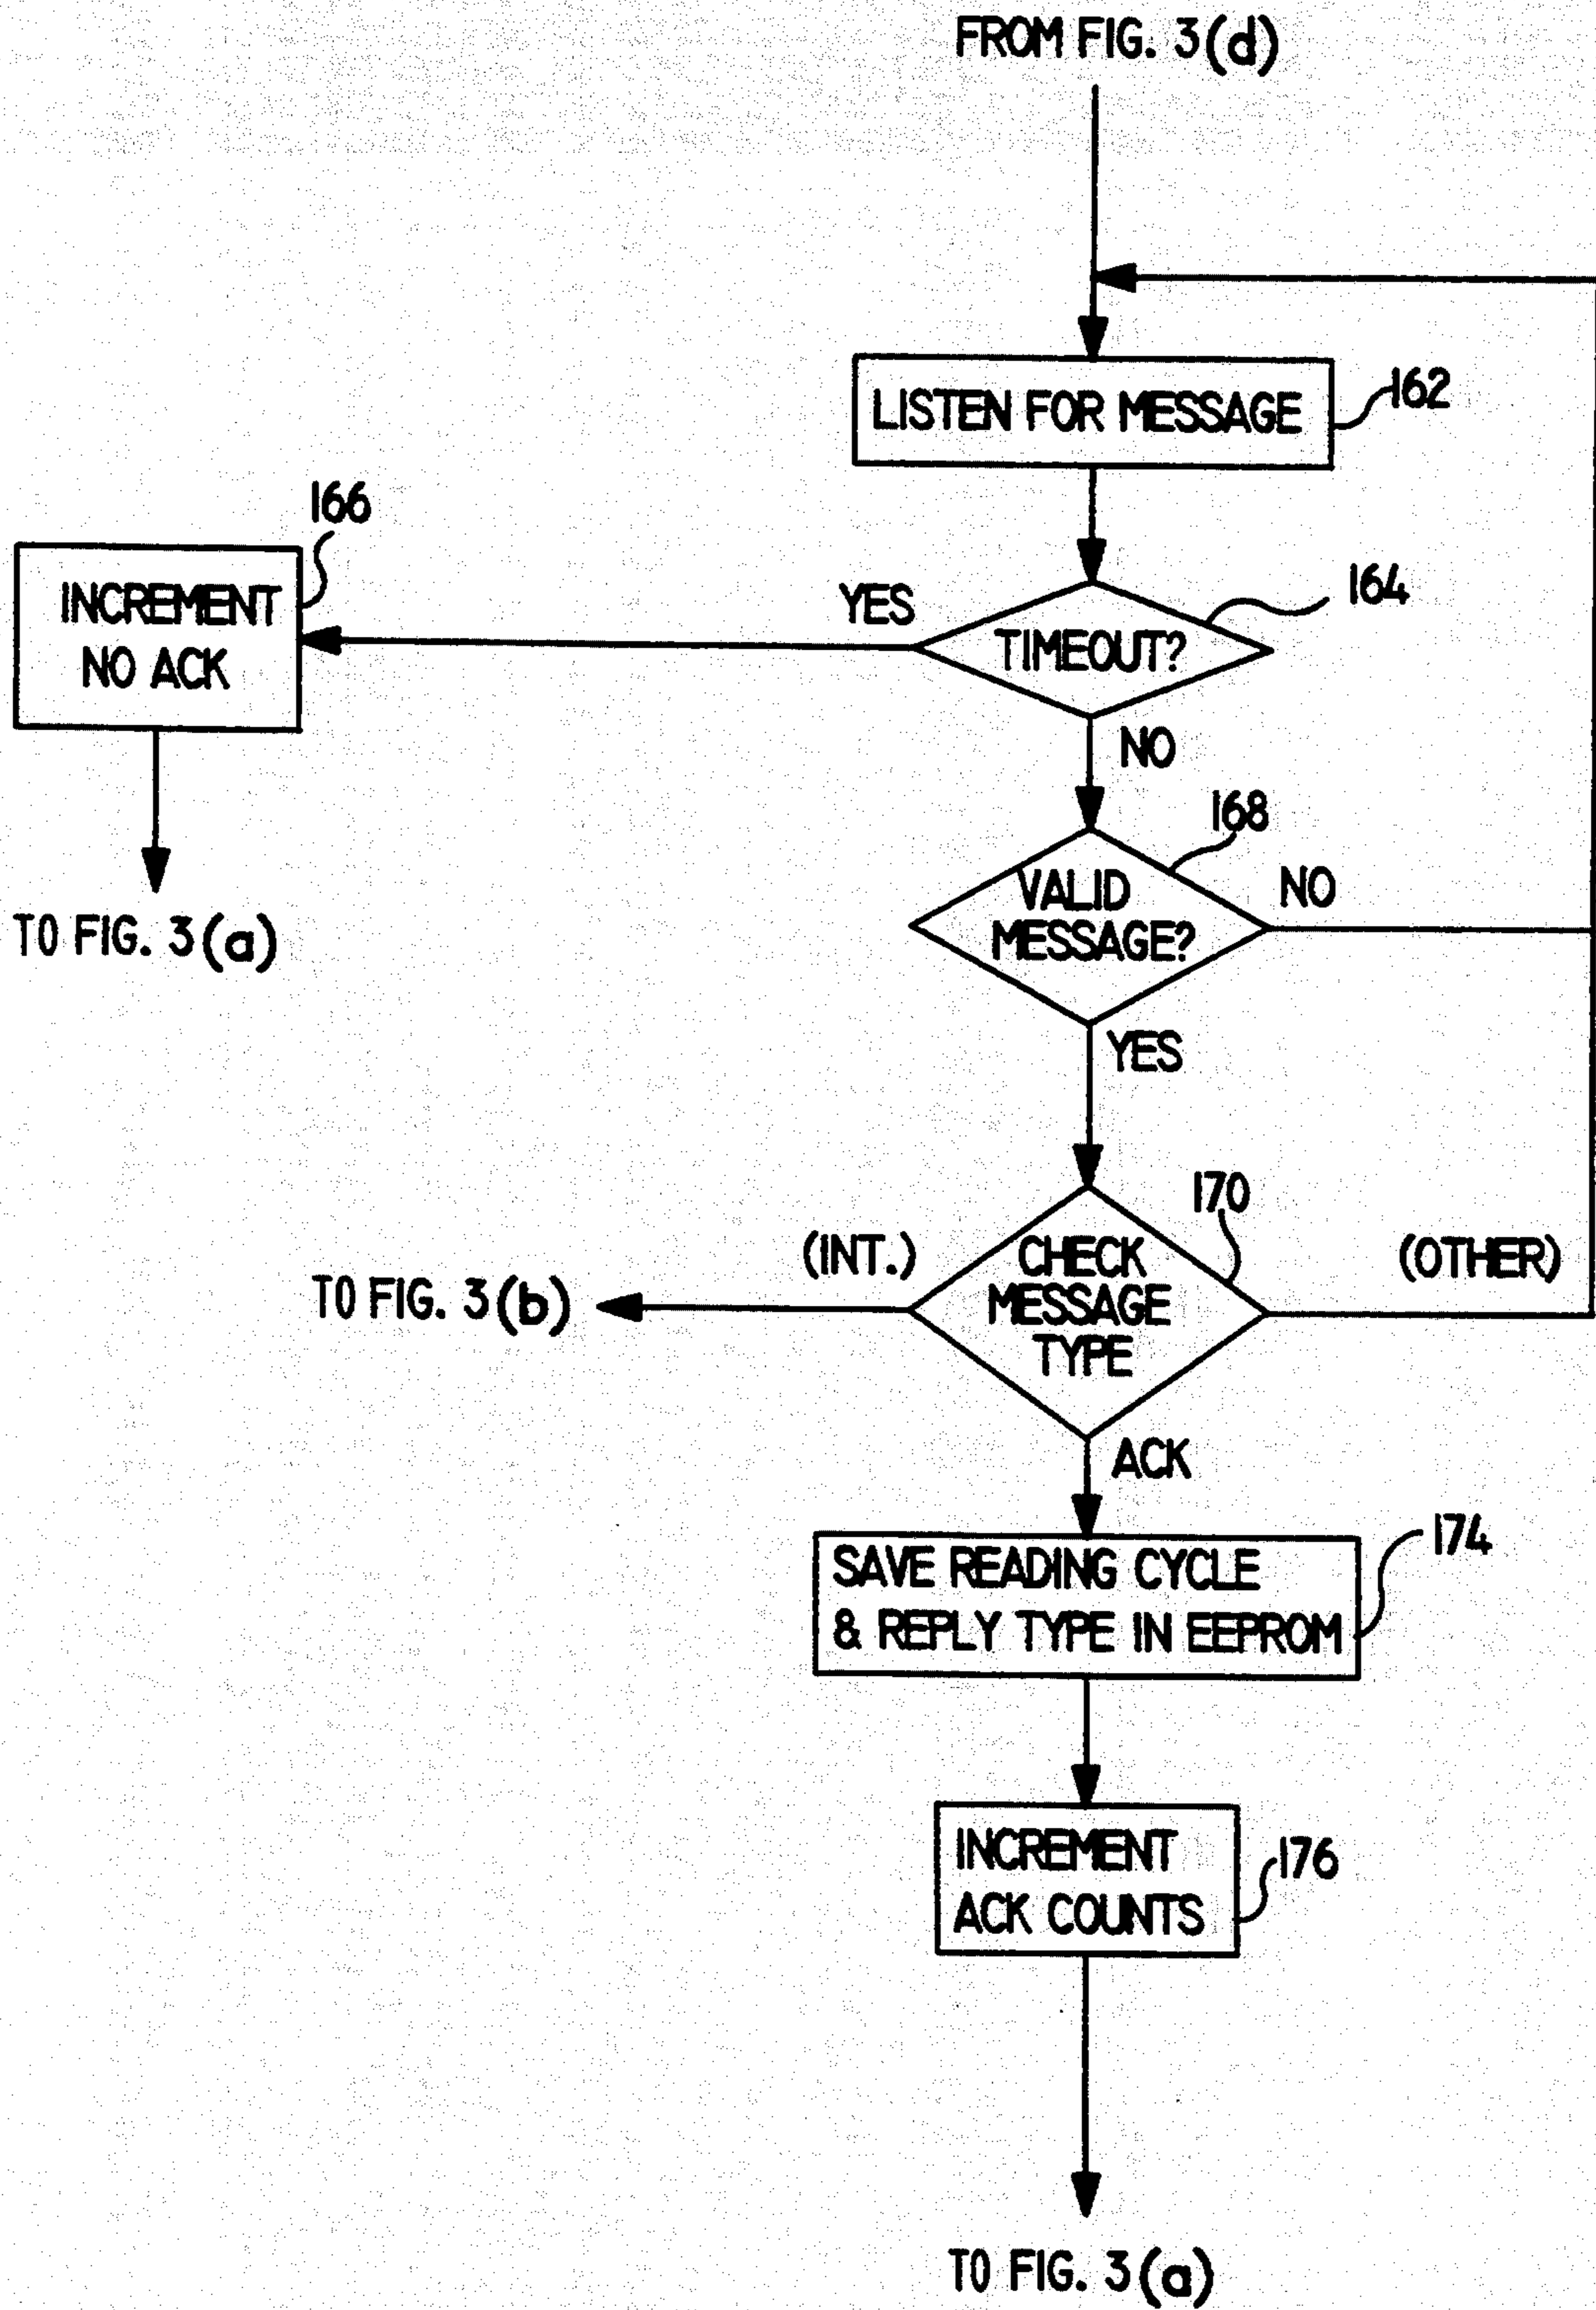 FROM FIG. 3(d)
LISTEN FOR MESSAGE
162
166
INCREMENT
NO ACK
YES
TIMEOUT?
164
NO
TO FIG. 3(a)
168
VALID
MESSAGE?
NO
YES
170
(INT.)
CHECK
MESSAGE
TYPE
(OTHER)
TO FIG. 3(b)
ACK
174
SAVE READING CYCLE
& REPLY TYPE IN EEPROM
INCREMENT
ACK COUNTS
176
TO FIG. 3(a)